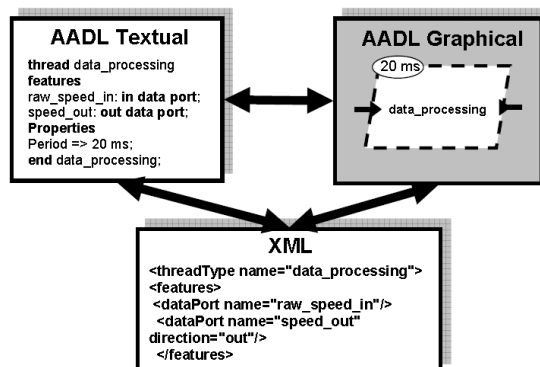 AADL Textual
thread data_processing
features
raw_speed_in: in data port;
speed_out: out data port;
Properties
Period => 20 ms;
end data_processing;
AADL Graphical
20 ms
data_processing
XML
<threadType name="data_processing">
<features>
<dataPort name="raw_speed_in"/>
<dataPort name="speed_out"
direction="out"/>
</features>